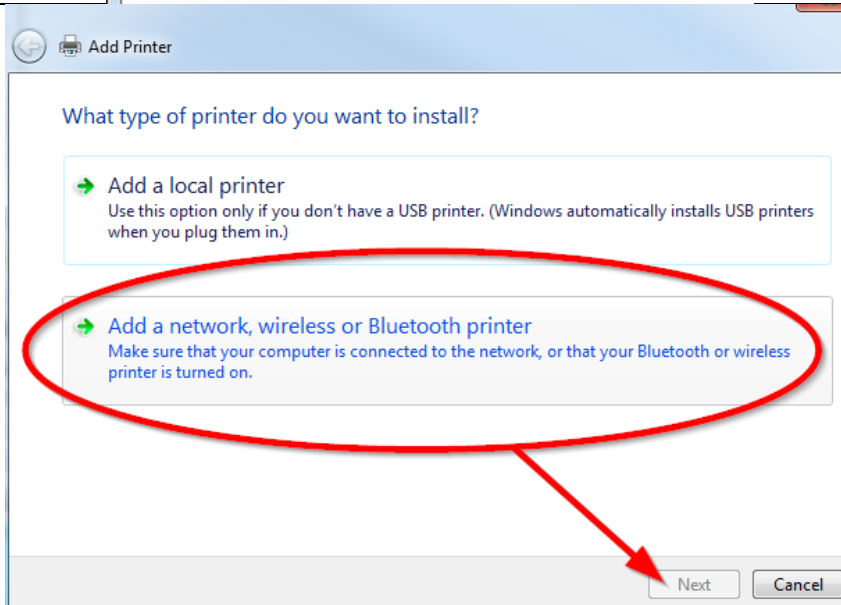 Add Printer
What type of printer do you want to install?
Add a local printer
Use this option only if you don't have a USB printer. (Windows automatically installs USB printers
when you plug them in.)
Add a network, wireless or Bluetooth printer
Make sure that your computer is connected to the network, or that your Bluetooth or wireless
printer is turned on.
Next Cancel